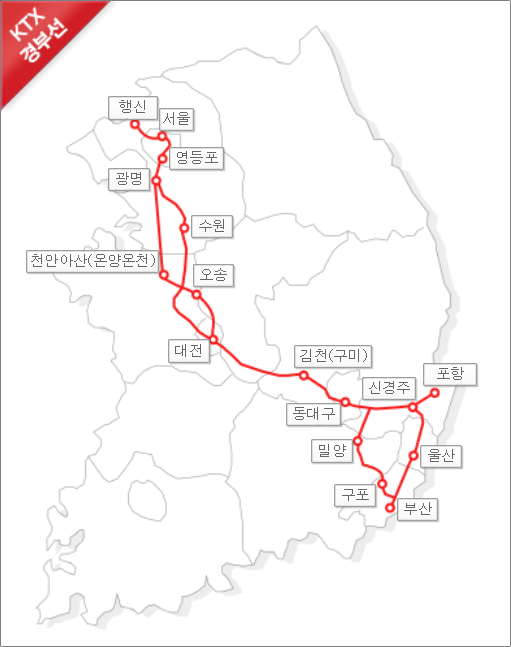 KTX
경부선
행신
서울
영등포
광명
수원
천안아산(온양온천)
오송
대전
김천(구미)
포항
신경주
동대구
밀양
울산
구포
부산